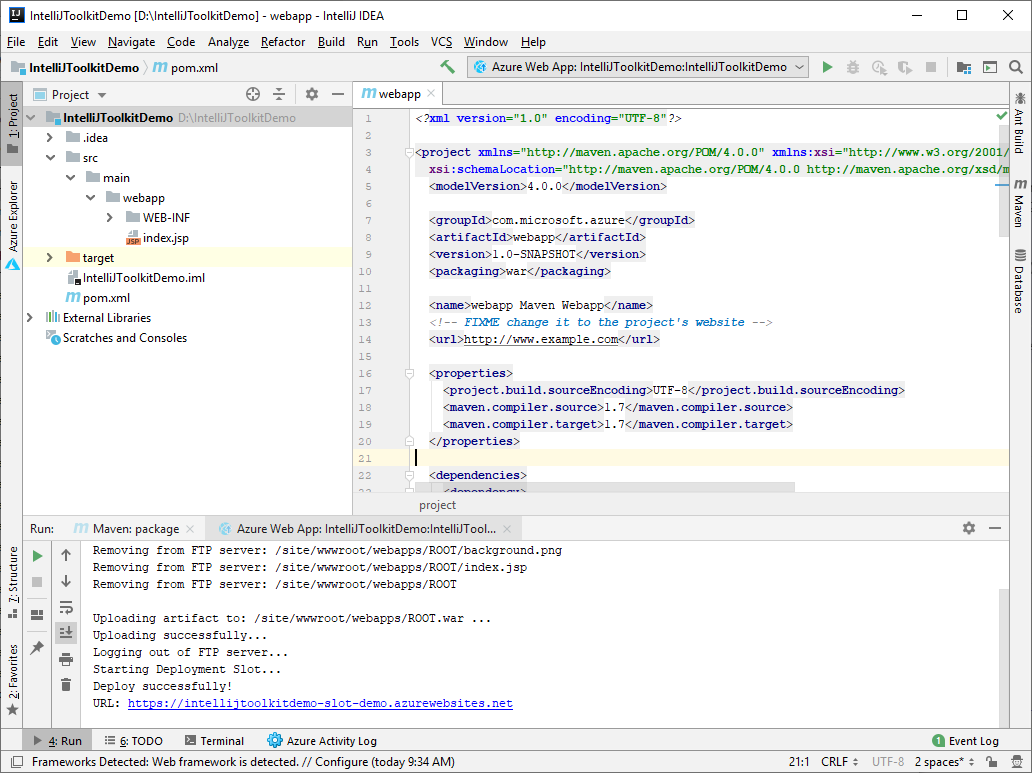 IntelliJToolkitDemo [D:\IntelliJToolkitDemo] - webapp - IntelliJ IDEA
File Edit View Navigate Code Analyze Refactor Build Run Tools VCS Window Help
IntelliJToolkitDemo pom.xml
Azure Web App: IntelliJToolkitDemo:IntelliJToolkitDemo
1: Project
Azure Explorer
7: Structure
2: Favorites
Project
IntelliJToolkitDemo D:\IntelliJToolkitDemo
.idea
src
main
webapp
WEB-INF
index.jsp
target
IntelliJToolkitDemo.iml
pom.xml
External Libraries
Scratches and Consoles
webapp
1 <?xml version="1.0" encoding="UTF-8"?>
2
3 <project xmlns="http://maven.apache.org/POM/4.0.0" xmlns:xsi="http://www.w3.org/2001/
4 xsi:schemaLocation="http://maven.apache.org/POM/4.0.0 http://maven.apache.org/xsd/m
5 <modelVersion>4.0.0</modelVersion>
6
7 <groupId>com.microsoft.azure</groupId>
8 <artifactId>webapp</artifactId>
9 <version>1.0-SNAPSHOT</version>
10 <packaging>war</packaging>
11
12 <name>webapp Maven Webapp</name>
13 <!-- FIXME change it to the project's website -->
14 <url>http://www.example.com</url>
15
16 <properties>
17 <project.build.sourceEncoding>UTF-8</project.build.sourceEncoding>
18 <maven.compiler.source>1.7</maven.compiler.source>
19 <maven.compiler.target>1.7</maven.compiler.target>
20 </properties>
21
22 <dependencies>
23 <dependency>
project
Ant Build
Maven
Database
Run: Maven: package Azure Web App: IntelliJToolkitDemo:IntelliJTool...
Removing from FTP server: /site/wwwroot/webapps/ROOT/background.png
Removing from FTP server: /site/wwwroot/webapps/ROOT/index.jsp
Removing from FTP server: /site/wwwroot/webapps/ROOT
Uploading artifact to: /site/wwwroot/webapps/ROOT.war ...
Uploading successfully...
Logging out of FTP server...
Starting Deployment Slot...
Deploy successfully!
URL: https://intellijtoolkitdemo-slot-demo.azurewebsites.net
4: Run 6: TODO Terminal Azure Activity Log 1 Event Log
Frameworks Detected: Web framework is detected. // Configure (today 9:34 AM) 21:1 CRLF UTF-8 2 spaces*